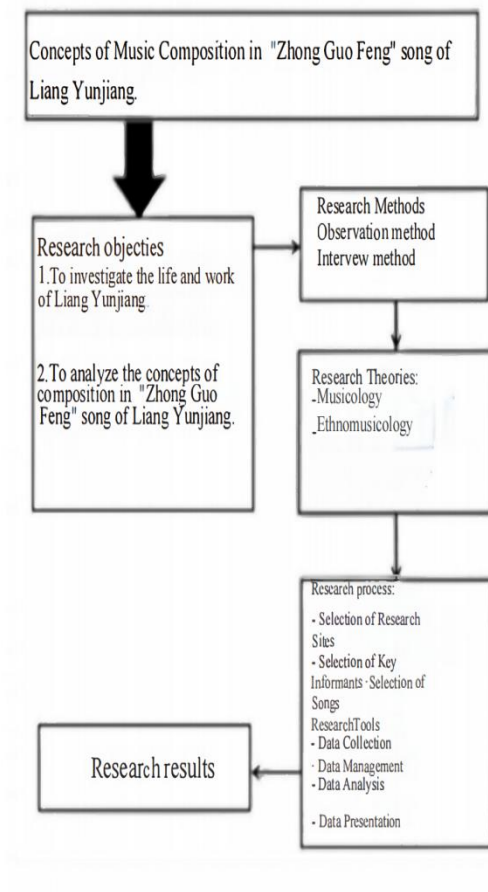 Concepts of Music Composition in "Zhong Guo Feng" song of
Liang Yunjiang.
Research objecties
1.To investigate the life and work
of Liang Yunjiang
2.To analyze the concepts of
composition in "Zhong Guo
Feng" song of Liang Yunjiang.
Research Methods
Observation method
Intervew method
Research Theories:
-Musicology
-Ethnomusicology
Research process:
- Selection of Research
Sites
- Selection of Key
Informants ·Selection of
Songs
ResearchTools
- Data Collection
· Data Management
- Data Analysis
- Data Presentation
Research results